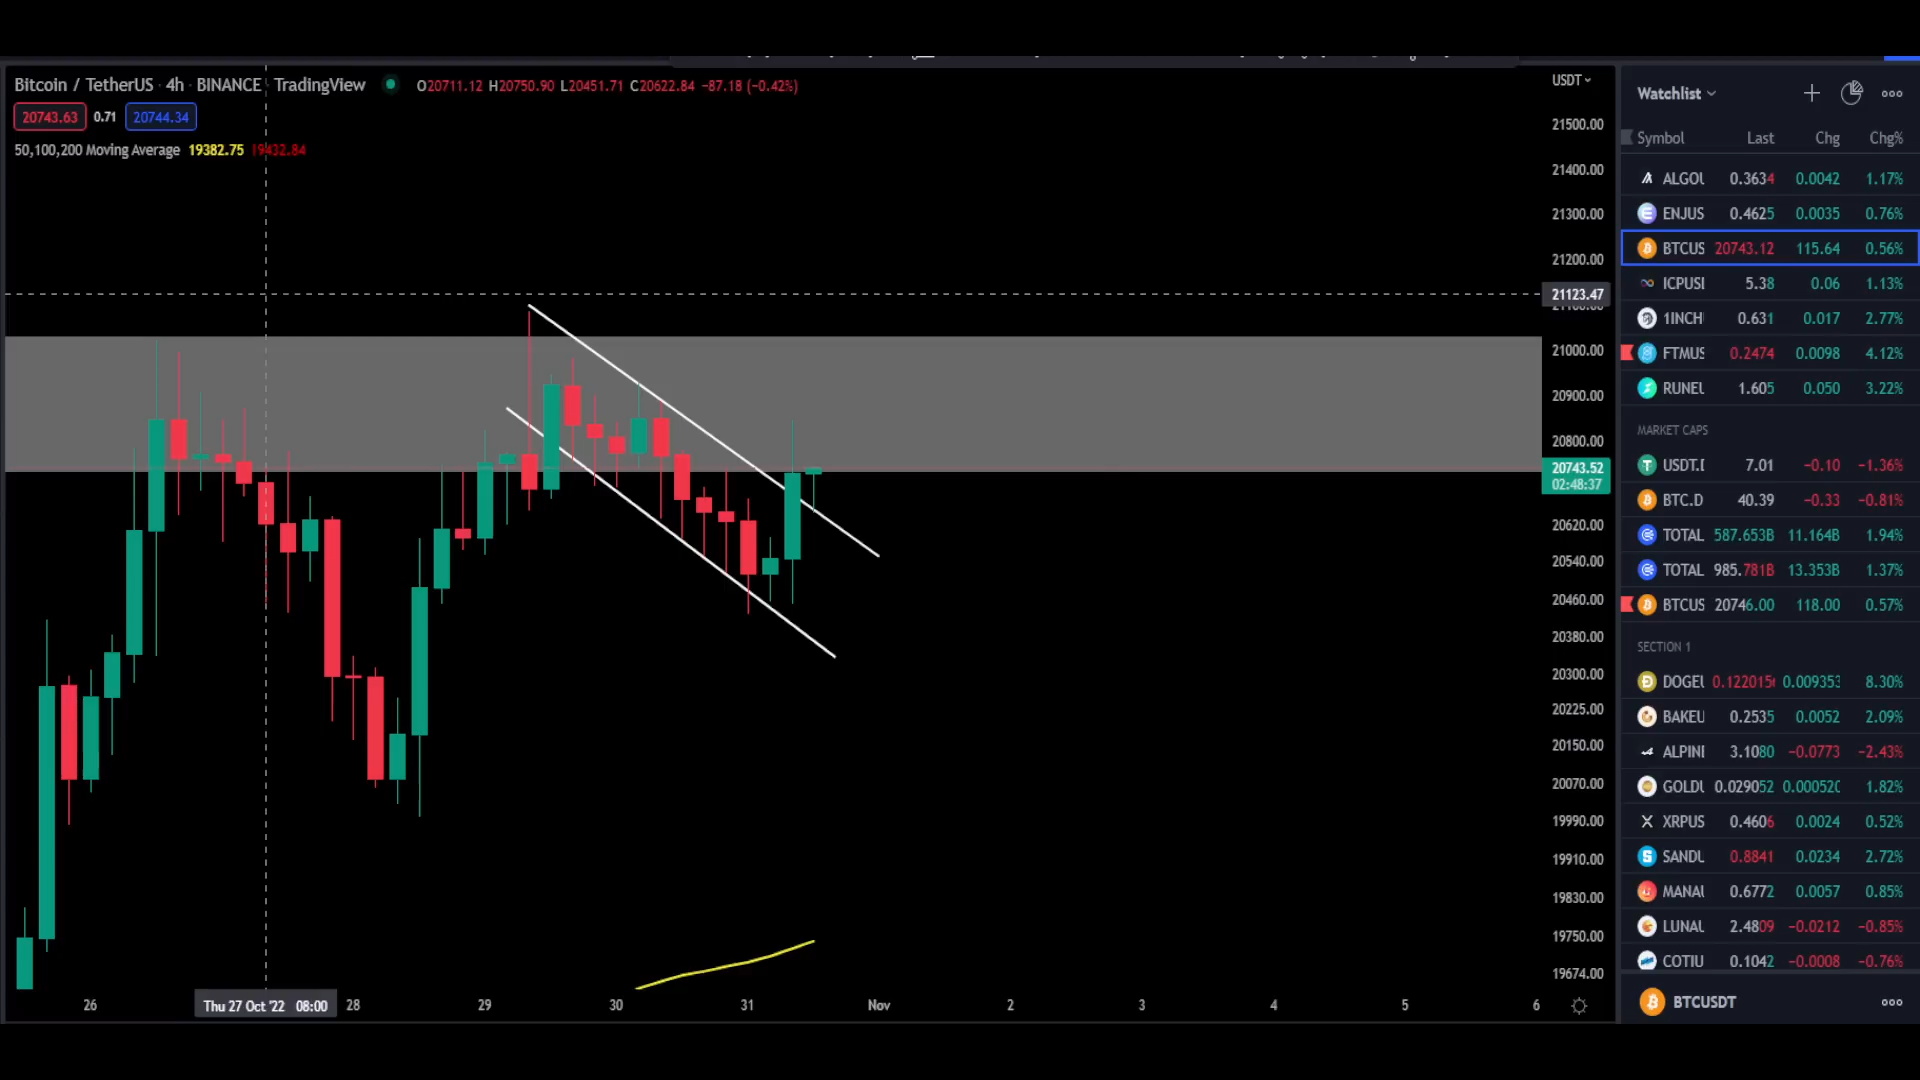 Bitcoin / TetherUS · 4h · BINANCE · TradingView O20711.12 H20750.90 L20451.71 C20622.84 −87.18 (−0.42%)
20743.63 0.71 20744.34
50,100,200 Moving Average 19382.75 19432.84
USDT
21500.00
21400.00
21300.00
21200.00
21123.47
21000.00
20900.00
20800.00
20743.52
02:48:37
20620.00
20540.00
20460.00
20380.00
20300.00
20225.00
20150.00
20070.00
19990.00
19910.00
19830.00
19750.00
19674.00
26 Thu 27 Oct '22 08:00 28 29 30 31 Nov 2 3 4 5 6
Watchlist
Symbol Last Chg Chg%
ALGOU 0.3634 0.0042 1.17%
ENJUS 0.4625 0.0035 0.76%
BTCUS 20743.12 115.64 0.56%
ICPUSI 5.38 0.06 1.13%
1INCH 0.631 0.017 2.77%
FTMUS 0.2474 0.0098 4.12%
RUNEU 1.605 0.050 3.22%
MARKET CAPS
USDT.D 7.01 −0.10 −1.36%
BTC.D 40.39 −0.33 −0.81%
TOTAL 587.653B 11.164B 1.94%
TOTAL 985.781B 13.353B 1.37%
BTCUS 20746.00 118.00 0.57%
SECTION 1
DOGEU 0.122015 0.009353 8.30%
BAKEU 0.2535 0.0052 2.09%
ALPINE 3.1080 −0.0773 −2.43%
GOLDU 0.029052 0.000520 1.82%
XRPUS 0.4606 0.0024 0.52%
SANDU 0.8841 0.0234 2.72%
MANAU 0.6772 0.0057 0.85%
LUNAU 2.4809 −0.0212 −0.85%
COTIU 0.1042 −0.0008 −0.76%
BTCUSDT